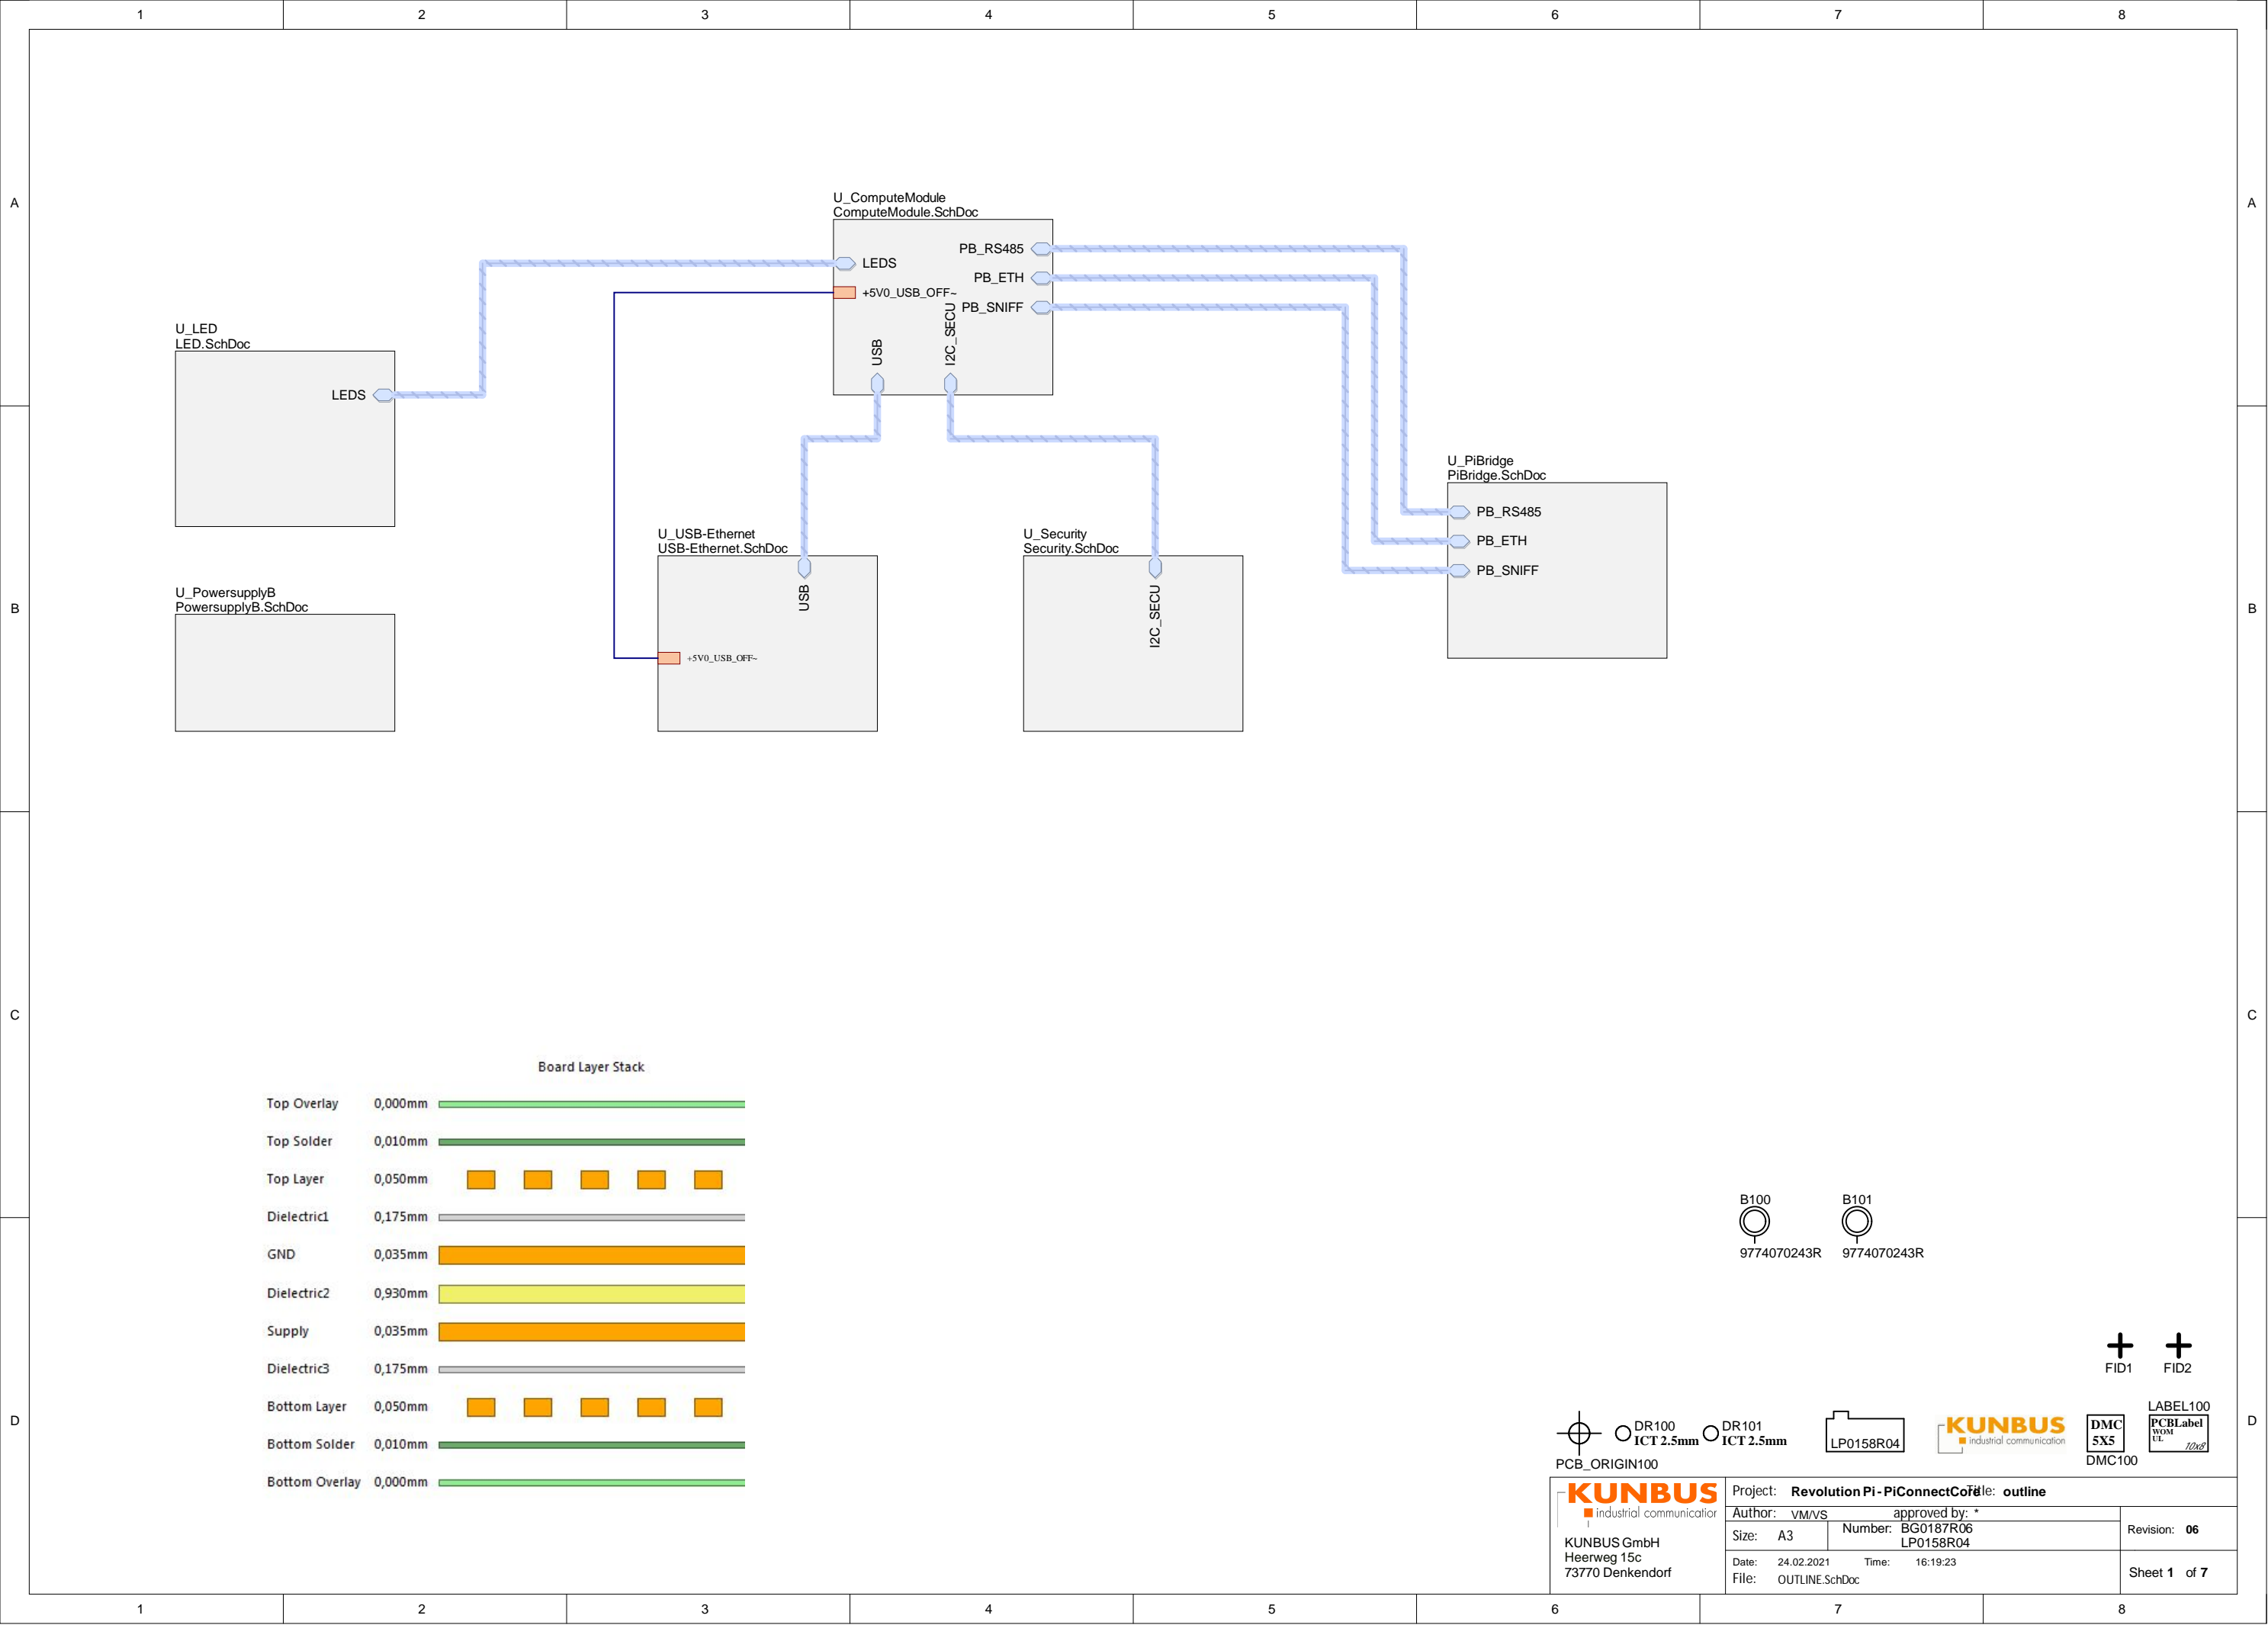 1 2 3 4 5 6 7 8
A A
U_ComputeModule
ComputeModule.SchDoc
LEDS
+5V0_USB_OFF~
PB_RS485
PB_ETH
PB_SNIFF
USB
I2C_SECU
U_LED
LED.SchDoc
LEDS
U_PiBridge
PiBridge.SchDoc
PB_RS485
PB_ETH
PB_SNIFF
U_USB-Ethernet
USB-Ethernet.SchDoc
USB
+5V0_USB_OFF~
U_Security
Security.SchDoc
I2C_SECU
U_PowersupplyB
PowersupplyB.SchDoc
B B
C C
Board Layer Stack
Top Overlay 0,000mm
Top Solder 0,010mm
Top Layer 0,050mm
Dielectric1 0,175mm
GND 0,035mm
Dielectric2 0,930mm
Supply 0,035mm
Dielectric3 0,175mm
Bottom Layer 0,050mm
Bottom Solder 0,010mm
Bottom Overlay 0,000mm
B100
9774070243R
B101
9774070243R
FID1 FID2
D D
PCB_ORIGIN100
DR100
ICT 2.5mm
DR101
ICT 2.5mm
LP0158R04
KUNBUS
industrial communication
DMC
5X5
DMC100
LABEL100
PCBLabel
WOM
UL
10x8
KUNBUS
industrial communication
KUNBUS GmbH
Heerweg 15c
73770 Denkendorf
Project: Revolution Pi - PiConnectCore Title: outline
Author: VM/VS approved by: *
Size: A3 Number: BG0187R06
LP0158R04
Revision: 06
Date: 24.02.2021 Time: 16:19:23
File: OUTLINE.SchDoc
Sheet 1 of 7
1 2 3 4 5 6 7 8